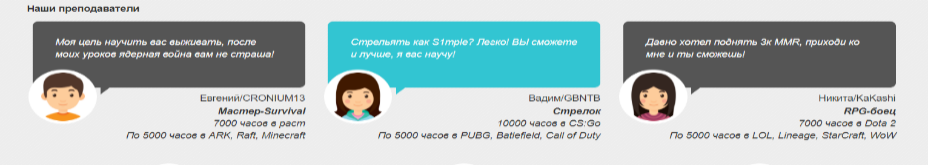 Наши преподаватели
Моя цель научить вас выживать, после
моих уроков ядерная война вам не страша!
Евгений/CRONIUM13
Мастер-Survival
7000 часов в раст
По 5000 часов в ARK, Raft, Minecraft
Стрельять как S1mple? Легко! ВЫ сможете
и лучше, я вас научу!
Вадим/GBNTB
Стрелок
10000 часов в CS:Go
По 5000 часов в PUBG, Batlefield, Call of Duty
Давно хотел поднять 3к MMR, приходи ко
мне и ты сможешь!
Никита/KaKashi
RPG-боец
7000 часов в Dota 2
По 5000 часов в LOL, Lineage, StarCraft, WoW